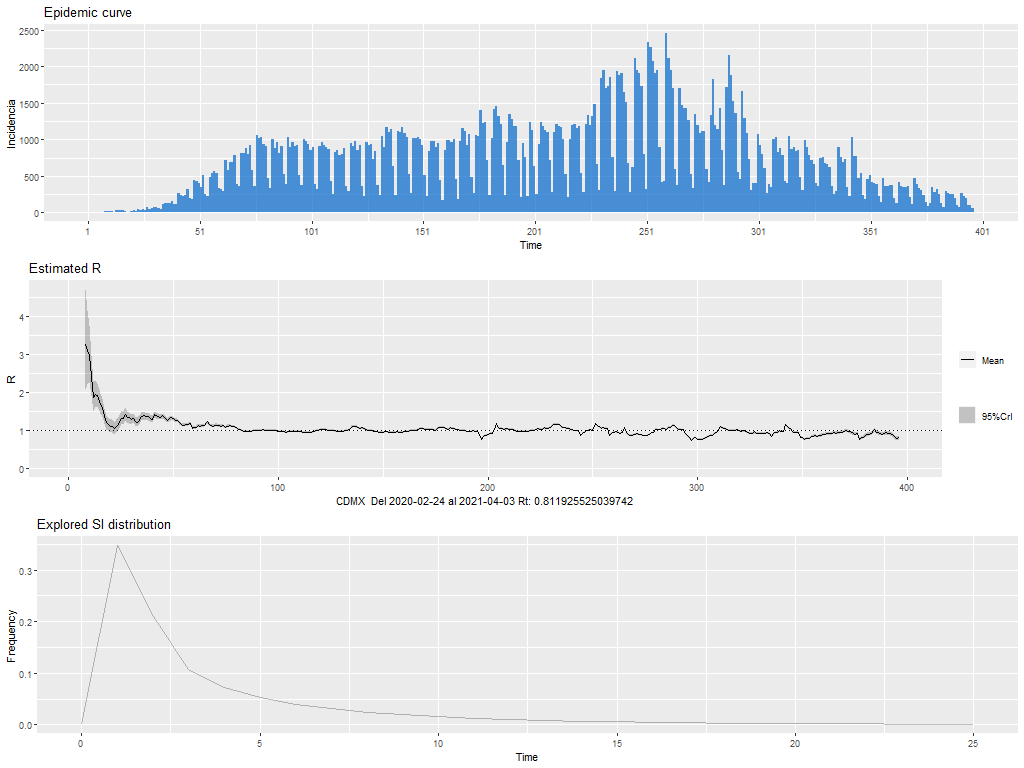 Epidemic curve
2500
2000
1500
1000
500
0
Incidencia
1 51 101 151 201 251 301 351 401
Time
Estimated R
4
3
2
1
0
R
Mean
95%CrI
0 100 200 300 400
CDMX Del 2020-02-24 al 2021-04-03 Rt: 0.811925525039742
Explored SI distribution
0.3
0.2
0.1
0.0
Frequency
0 5 10 15 20 25
Time